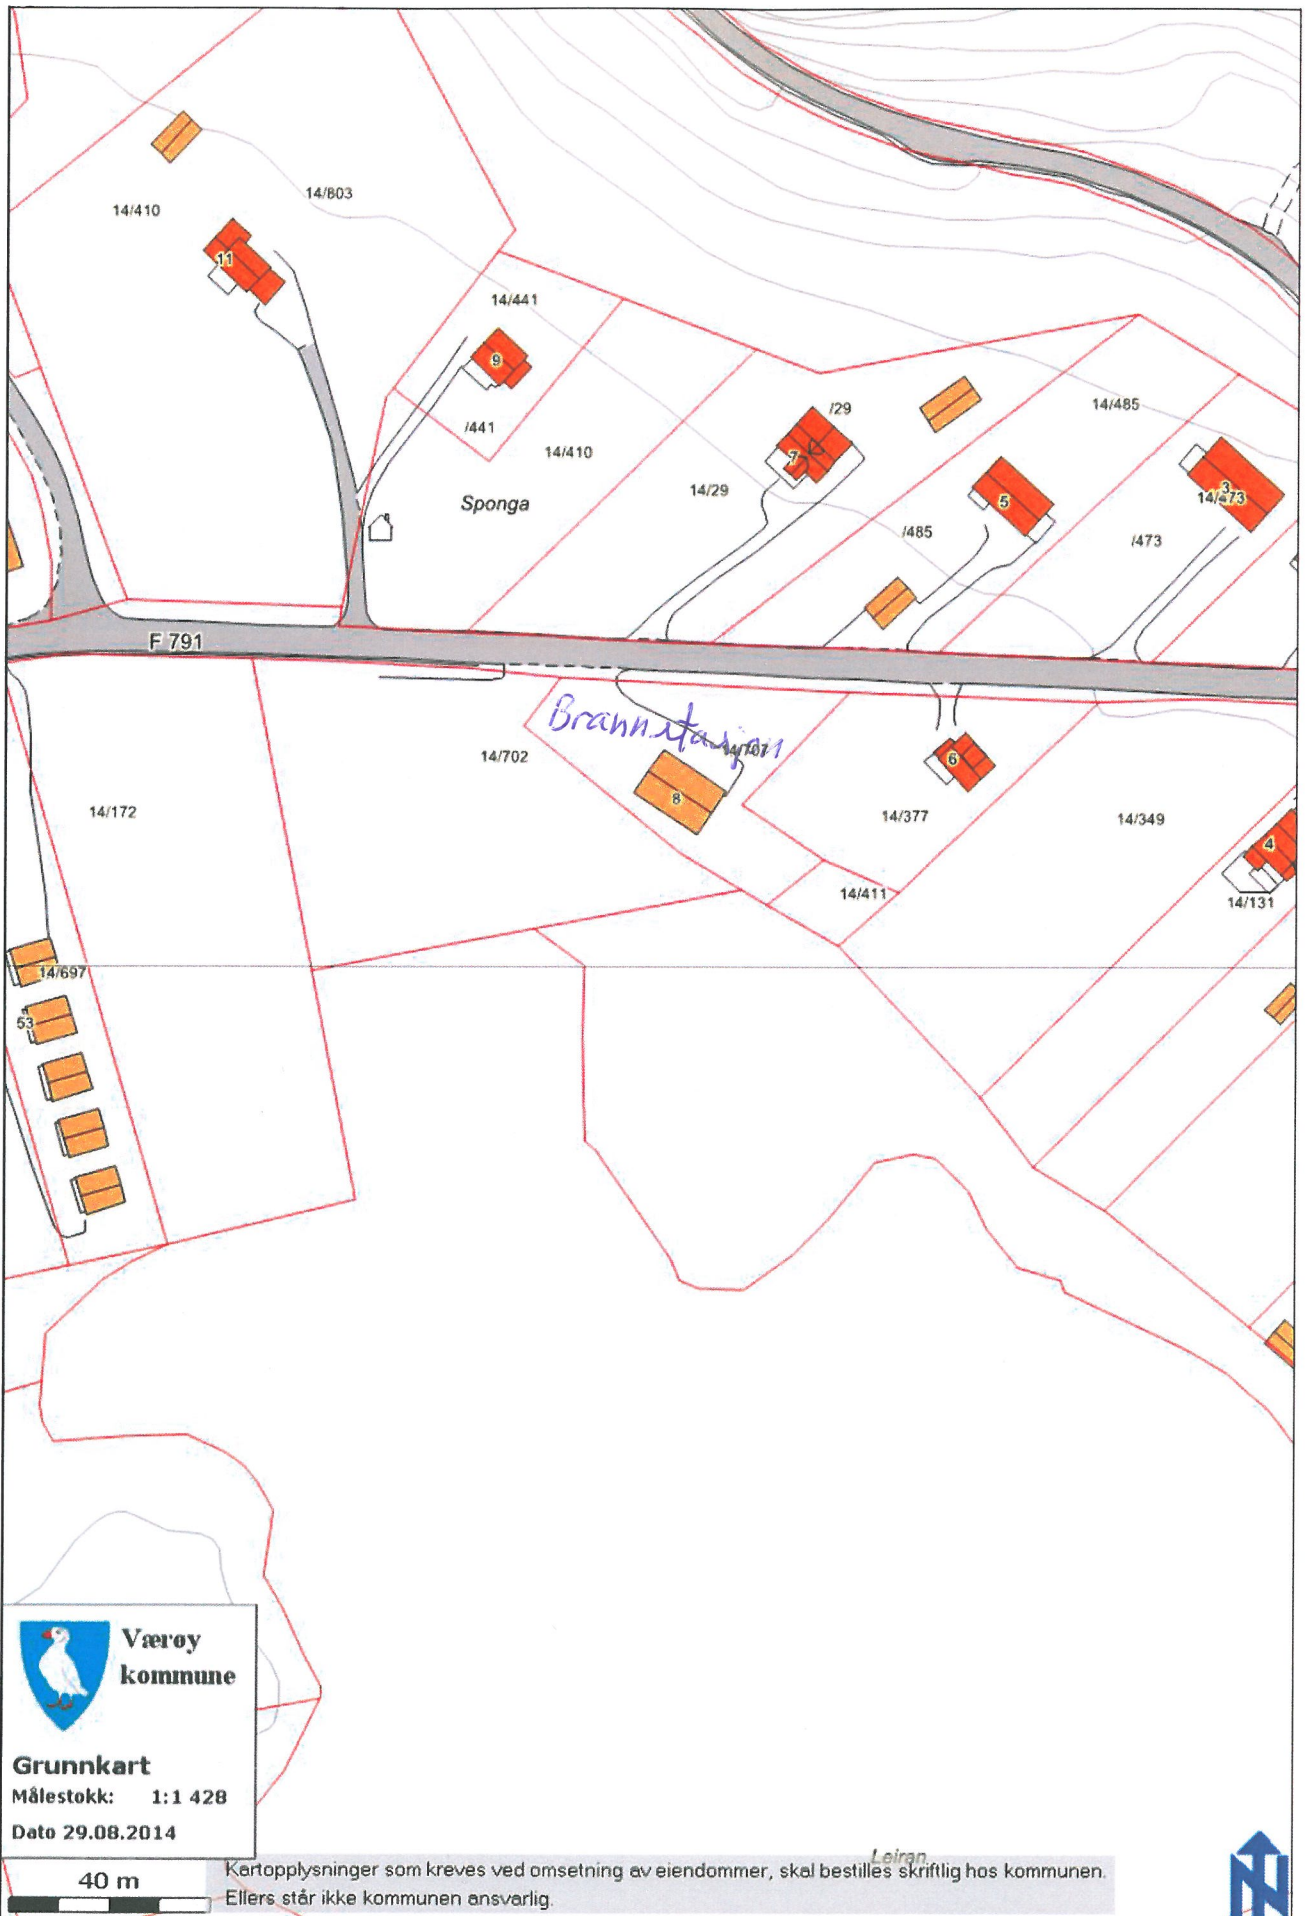 14/803
14/410
11
14/441
9
/441
14/410
Sponga
/29
7
14/29
14/485
5
/485
3
14/473
/473
F 791
Brannstasjon
14/707
14/702
8
6
14/377
14/349
14/172
4
14/411
14/131
14/697
53
Værøy
kommune
Grunnkart
Målestokk: 1:1 428
Dato 29.08.2014
Leiran
40 m
Kartopplysninger som kreves ved omsetning av eiendommer, skal bestilles skriftlig hos kommunen.
Ellers står ikke kommunen ansvarlig.
N